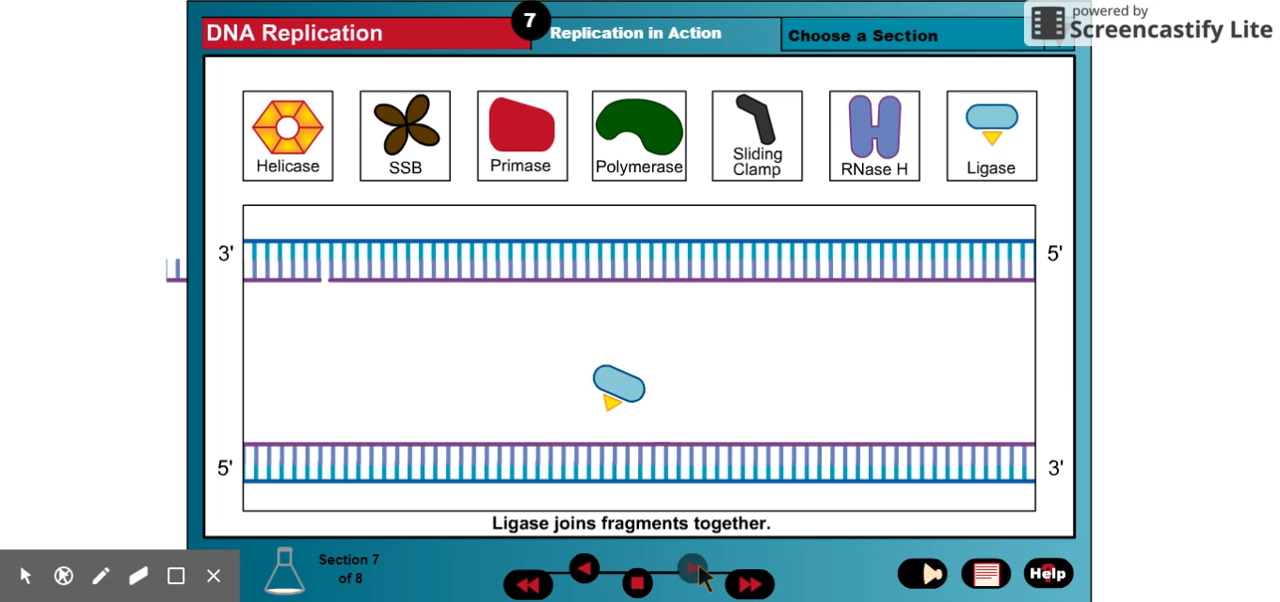 powered by
Screencastify Lite
DNA Replication
7
Replication in Action
Choose a Section
Helicase
SSB
Primase
Polymerase
Sliding
Clamp
RNase H
Ligase
3'
5'
5'
3'
Ligase joins fragments together.
Section 7
of 8
Help